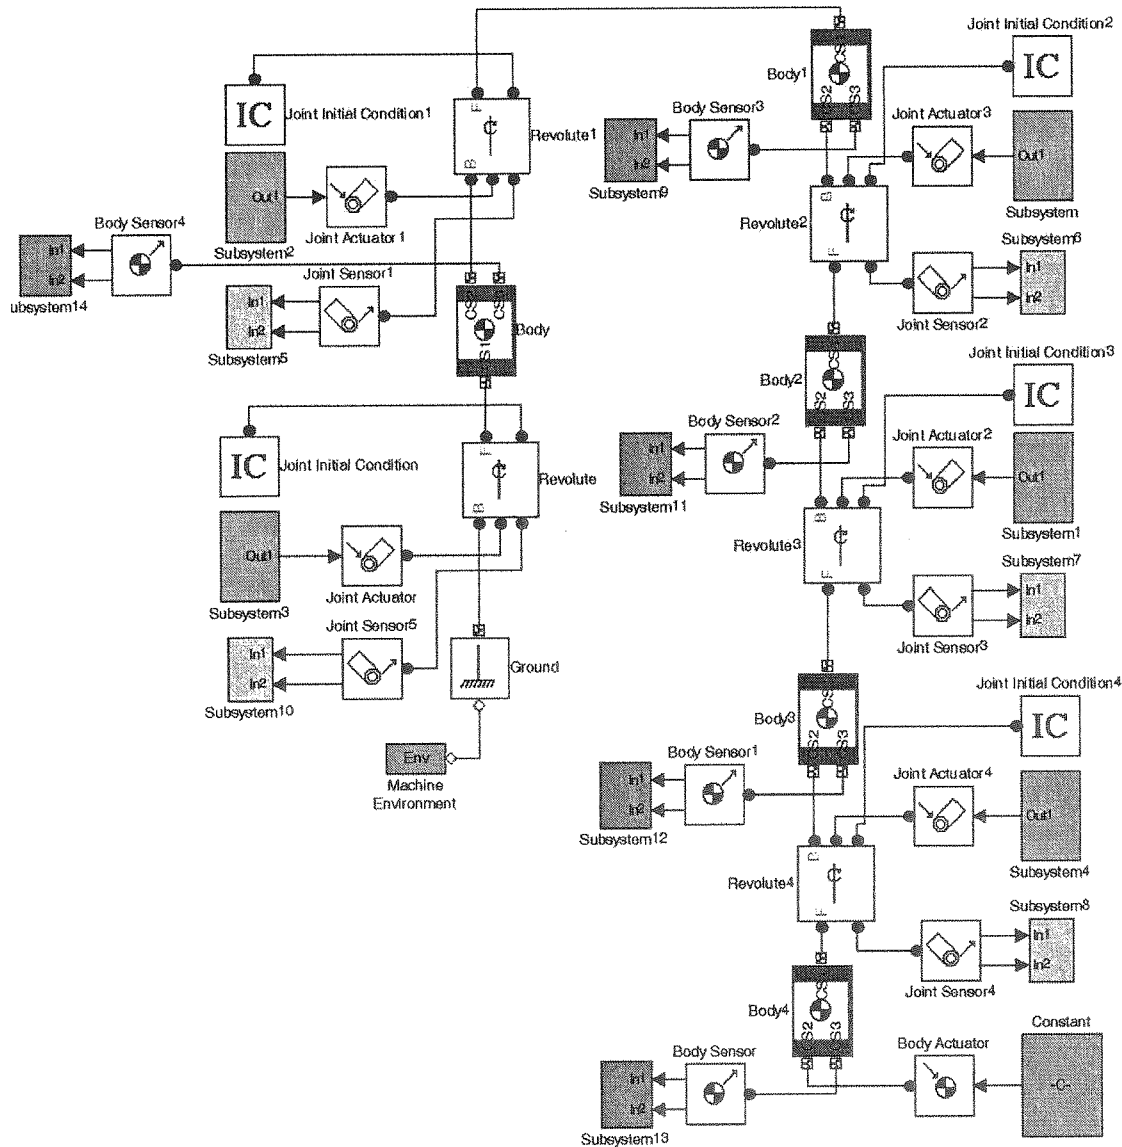 Joint Initial Condition2
IC
Body1
CS2
CS3
IC
Joint Initial Condition1
F
B
Revolute1
Body Sensor3
In1
In2
Subsystem9
Joint Actuator3
Out1
Subsystem
Out1
Subsystem2
Joint Actuator1
B
F
Revolute2
Body Sensor4
In1
In2
ubsystem14
Joint Sensor1
In1
In2
Subsystem5
Body
Subsystem6
In1
In2
Joint Sensor2
Body2
Joint Initial Condition3
IC
IC
Joint Initial Condition
F
B
Revolute
Body Sensor2
In1
In2
Subsystem11
Joint Actuator2
Out1
Subsystem1
B
F
Revolute3
Out1
Subsystem3
Joint Actuator
Subsystem7
In1
In2
Joint Sensor3
Joint Sensor5
In1
In2
Subsystem10
Ground
Env
Machine
Environment
Body3
Joint Initial Condition4
IC
Body Sensor1
In1
In2
Subsystem12
Joint Actuator4
Out1
Subsystem4
B
F
Revolute4
Subsystem8
In1
In2
Joint Sensor4
Body4
Body Sensor
In1
In2
Subsystem13
Body Actuator
Constant
-C-